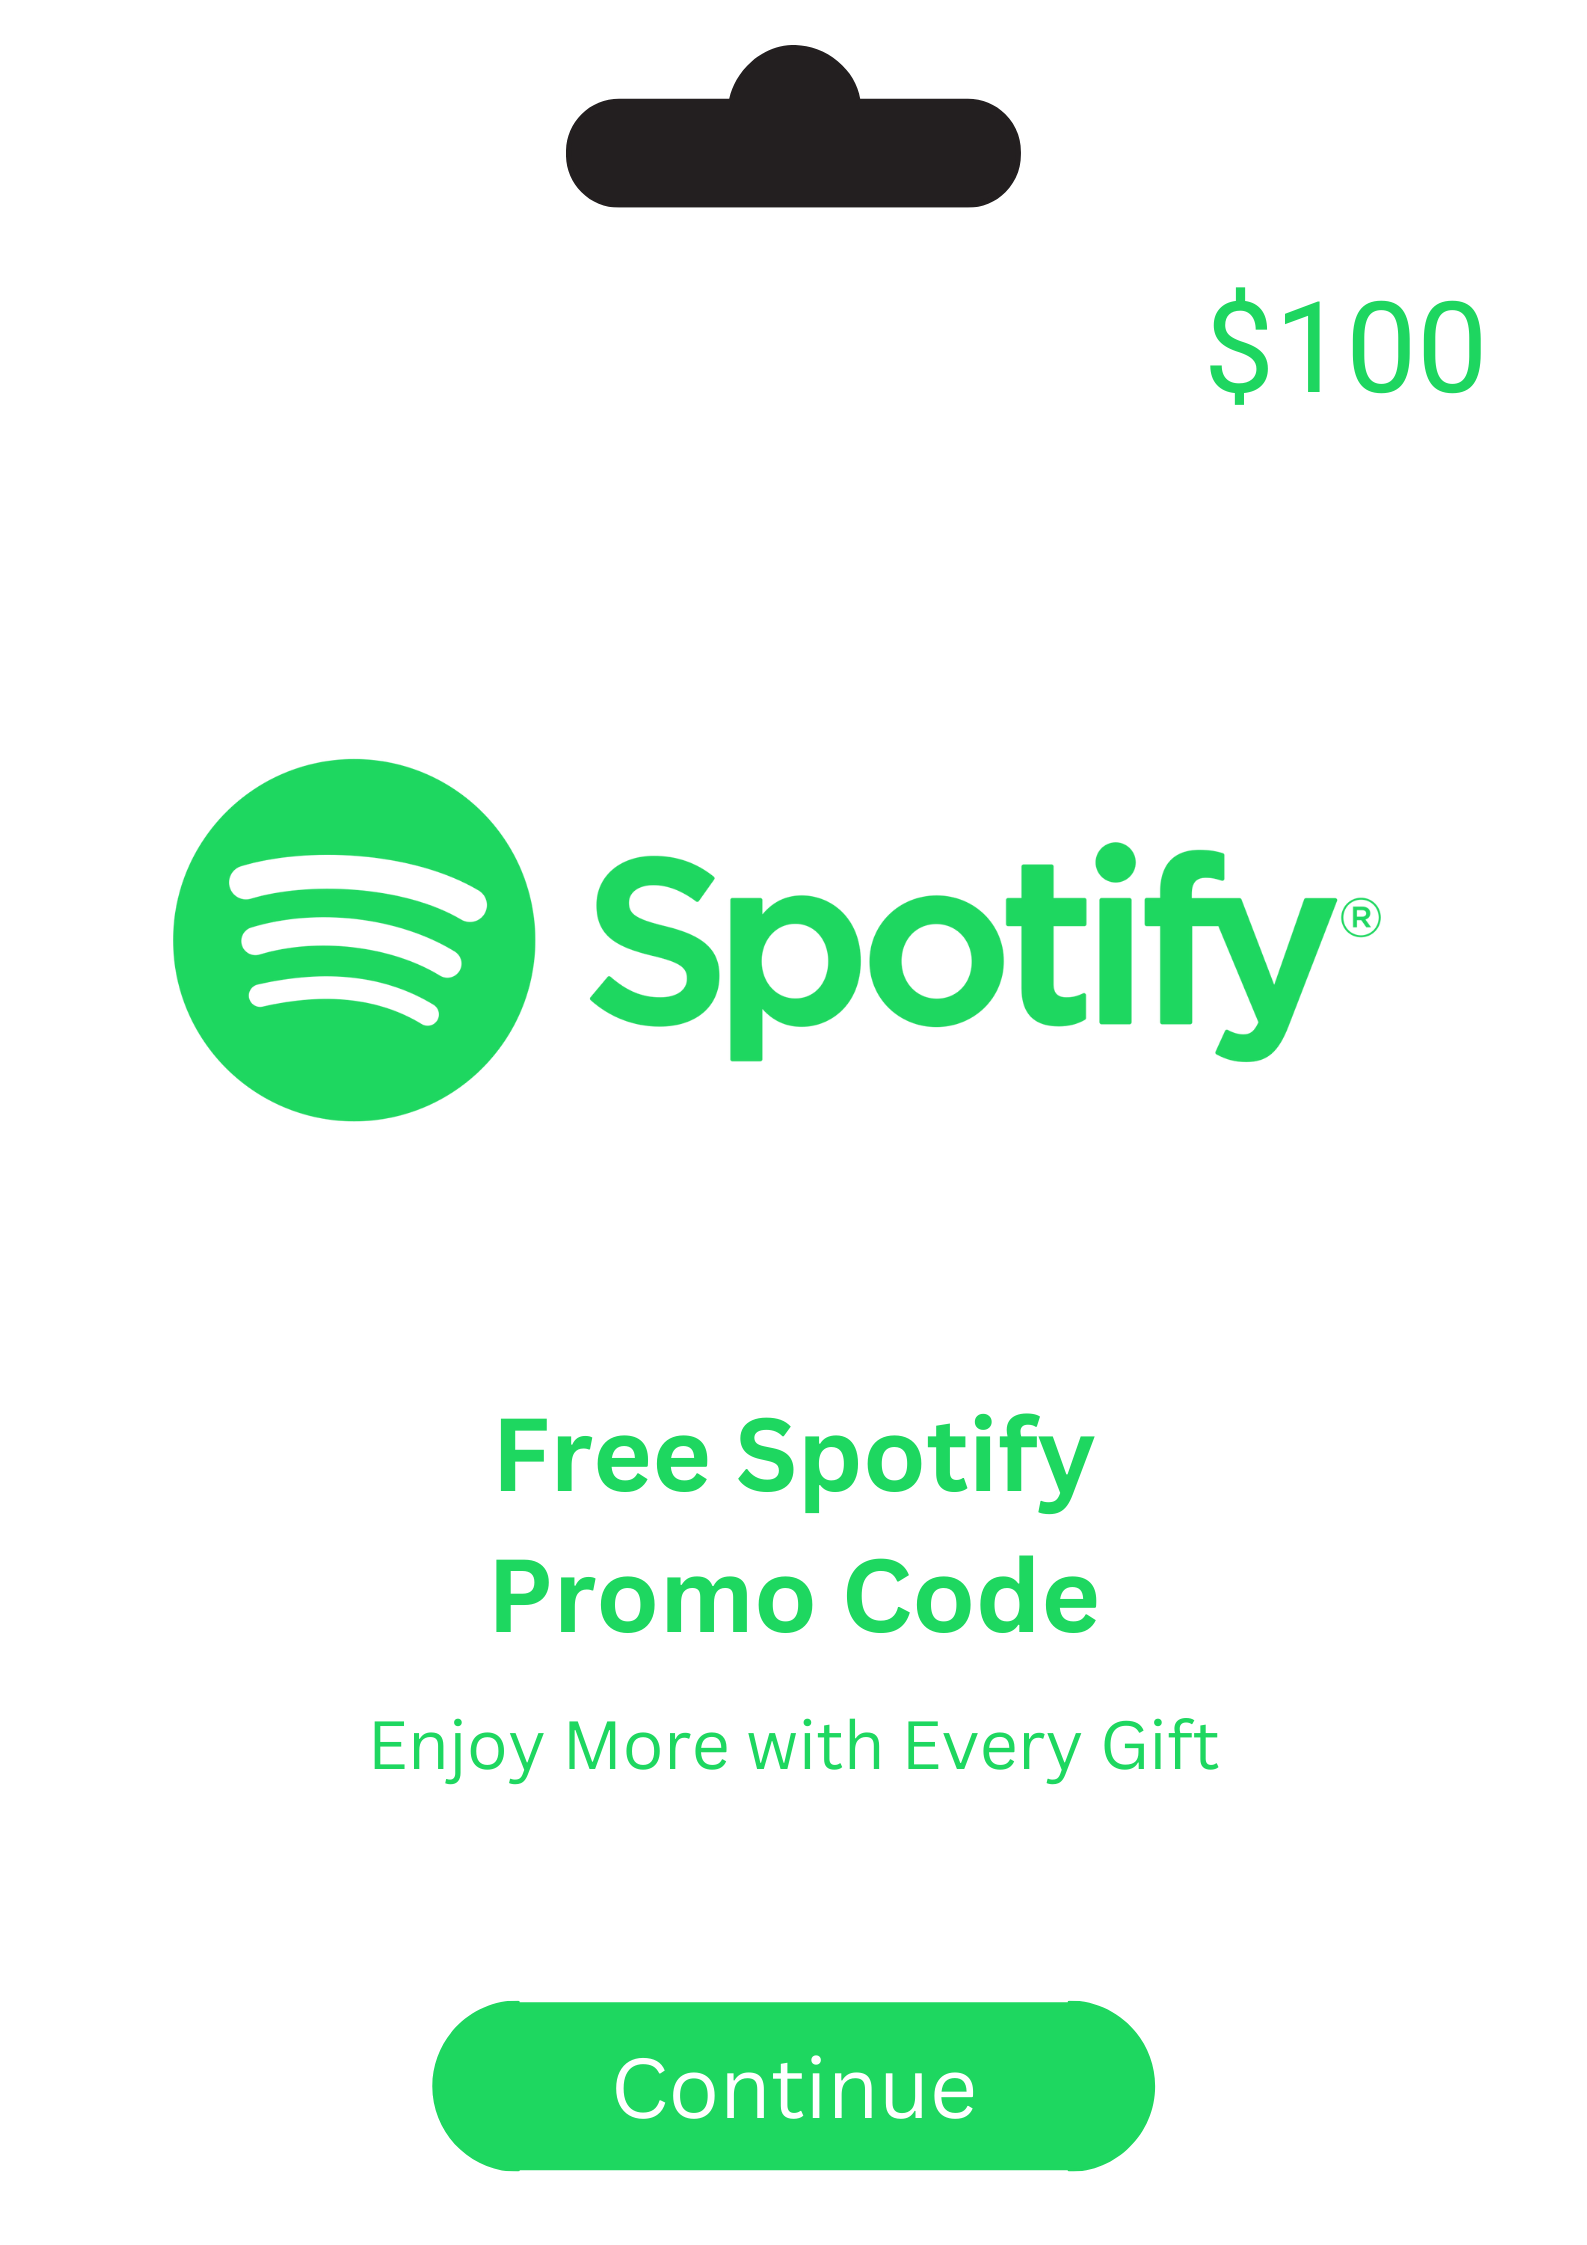 $100
Spotify®
Free Spotify
Promo Code
Enjoy More with Every Gift
Continue